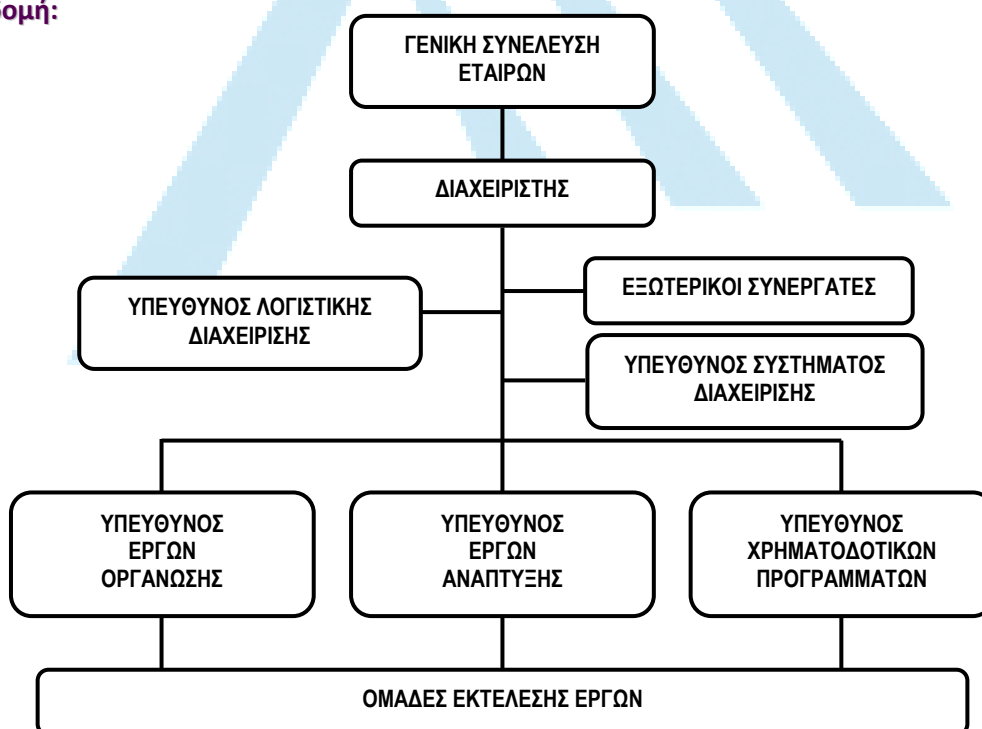 ΓΕΝΙΚΗ ΣΥΝΕΛΕΥΣΗ
ΕΤΑΙΡΩΝ
ΔΙΑΧΕΙΡΙΣΤΗΣ
ΥΠΕΥΘΥΝΟΣ ΛΟΓΙΣΤΙΚΗΣ
ΔΙΑΧΕΙΡΙΣΗΣ
ΕΞΩΤΕΡΙΚΟΙ ΣΥΝΕΡΓΑΤΕΣ
ΥΠΕΥΘΥΝΟΣ ΣΥΣΤΗΜΑΤΟΣ
ΔΙΑΧΕΙΡΙΣΗΣ
ΥΠΕΥΘΥΝΟΣ
ΕΡΓΩΝ
ΟΡΓΑΝΩΣΗΣ
ΥΠΕΥΘΥΝΟΣ
ΕΡΓΩΝ
ΑΝΑΠΤΥΞΗΣ
ΥΠΕΥΘΥΝΟΣ
ΧΡΗΜΑΤΟΔΟΤΙΚΩΝ
ΠΡΟΓΡΑΜΜΑΤΩΝ
ΟΜΑΔΕΣ ΕΚΤΕΛΕΣΗΣ ΕΡΓΩΝ